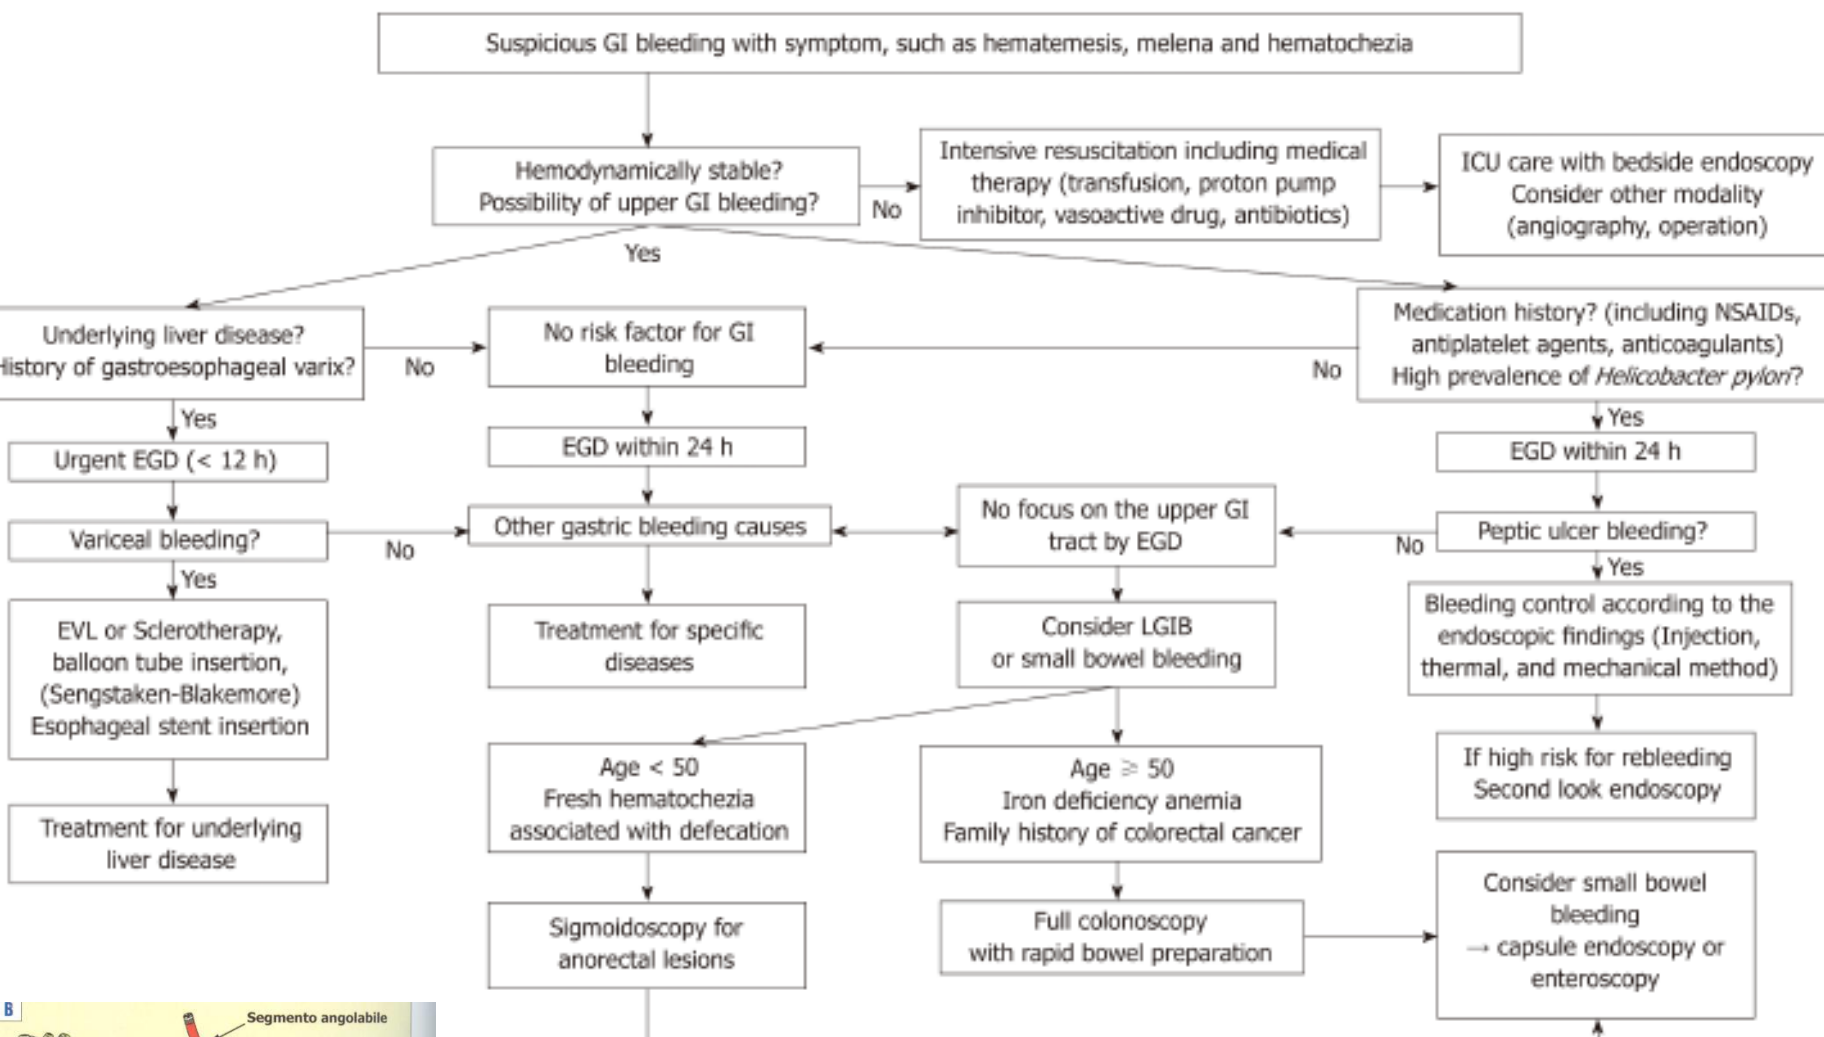 Suspicious GI bleeding with symptom, such as hematemesis, melena and hematochezia
Hemodynamically stable?
Possibility of upper GI bleeding?
No
Intensive resuscitation including medical
therapy (transfusion, proton pump
inhibitor, vasoactive drug, antibiotics)
ICU care with bedside endoscopy
Consider other modality
(angiography, operation)
Yes
Underlying liver disease?
History of gastroesophageal varix?
No
No risk factor for GI
bleeding
No
Medication history? (including NSAIDs,
antiplatelet agents, anticoagulants)
High prevalence of Helicobacter pylori?
Yes
Urgent EGD (< 12 h)
EGD within 24 h
Yes
EGD within 24 h
Variceal bleeding?
No
Other gastric bleeding causes
No focus on the upper GI
tract by EGD
No
Peptic ulcer bleeding?
Yes
EVL or Sclerotherapy,
balloon tube insertion,
(Sengstaken-Blakemore)
Esophageal stent insertion
Treatment for specific
diseases
Consider LGIB
or small bowel bleeding
Yes
Bleeding control according to the
endoscopic findings (Injection,
thermal, and mechanical method)
Treatment for underlying
liver disease
Age < 50
Fresh hematochezia
associated with defecation
Age ⩾ 50
Iron deficiency anemia
Family history of colorectal cancer
If high risk for rebleeding
Second look endoscopy
Sigmoidoscopy for
anorectal lesions
Full colonoscopy
with rapid bowel preparation
Consider small bowel
bleeding
→ capsule endoscopy or
enteroscopy
B
Segmento angolabile